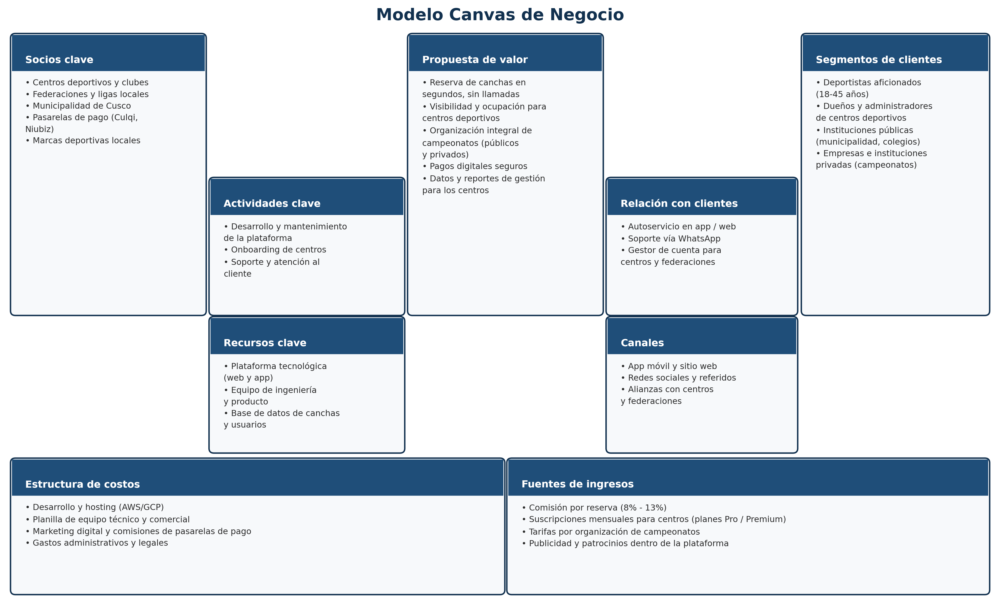 Modelo Canvas de Negocio
Socios clave
• Centros deportivos y clubes
• Federaciones y ligas locales
• Municipalidad de Cusco
• Pasarelas de pago (Culqi,
Niubiz)
• Marcas deportivas locales
Actividades clave
• Desarrollo y mantenimiento
de la plataforma
• Onboarding de centros
• Soporte y atención al
cliente
Recursos clave
• Plataforma tecnológica
(web y app)
• Equipo de ingeniería
y producto
• Base de datos de canchas
y usuarios
Propuesta de valor
• Reserva de canchas en
segundos, sin llamadas
• Visibilidad y ocupación para
centros deportivos
• Organización integral de
campeonatos (públicos
y privados)
• Pagos digitales seguros
• Datos y reportes de gestión
para los centros
Relación con clientes
• Autoservicio en app / web
• Soporte vía WhatsApp
• Gestor de cuenta para
centros y federaciones
Canales
• App móvil y sitio web
• Redes sociales y referidos
• Alianzas con centros
y federaciones
Segmentos de clientes
• Deportistas aficionados
(18-45 años)
• Dueños y administradores
de centros deportivos
• Instituciones públicas
(municipalidad, colegios)
• Empresas e instituciones
privadas (campeonatos)
Estructura de costos
• Desarrollo y hosting (AWS/GCP)
• Planilla de equipo técnico y comercial
• Marketing digital y comisiones de pasarelas de pago
• Gastos administrativos y legales
Fuentes de ingresos
• Comisión por reserva (8% - 13%)
• Suscripciones mensuales para centros (planes Pro / Premium)
• Tarifas por organización de campeonatos
• Publicidad y patrocinios dentro de la plataforma